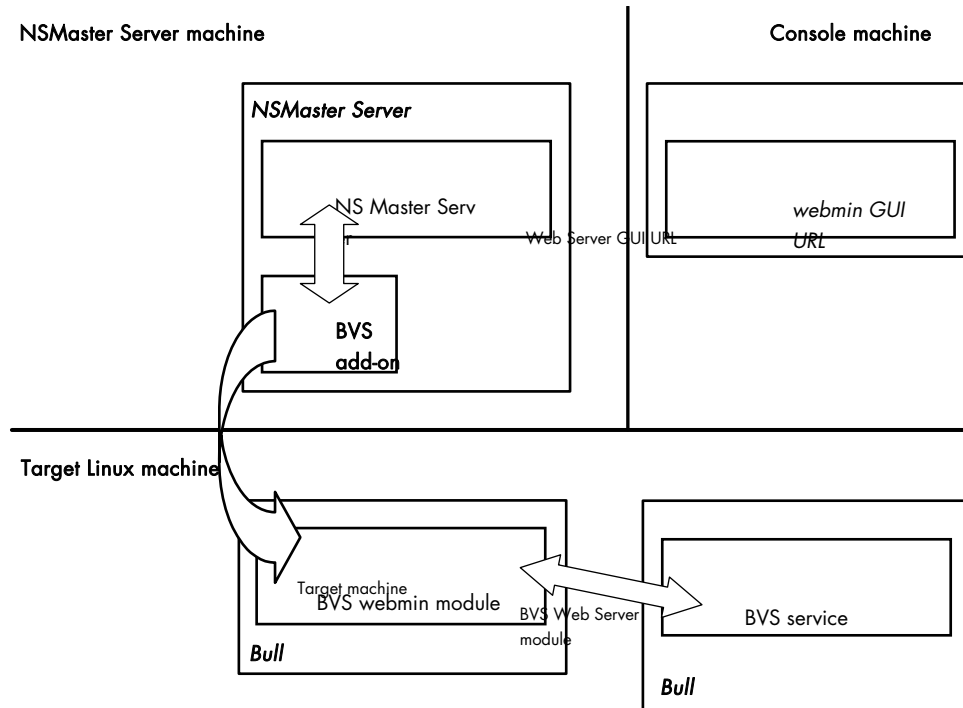 NSMaster Server machine
Console machine
NSMaster Server
NS Master Serv
r
Web Server GUI URL
webmin GUI
URL
BVS
add-on
Target Linux machine
Target machine
BVS webmin module
BVS Web Server
module
BVS service
Bull
Bull